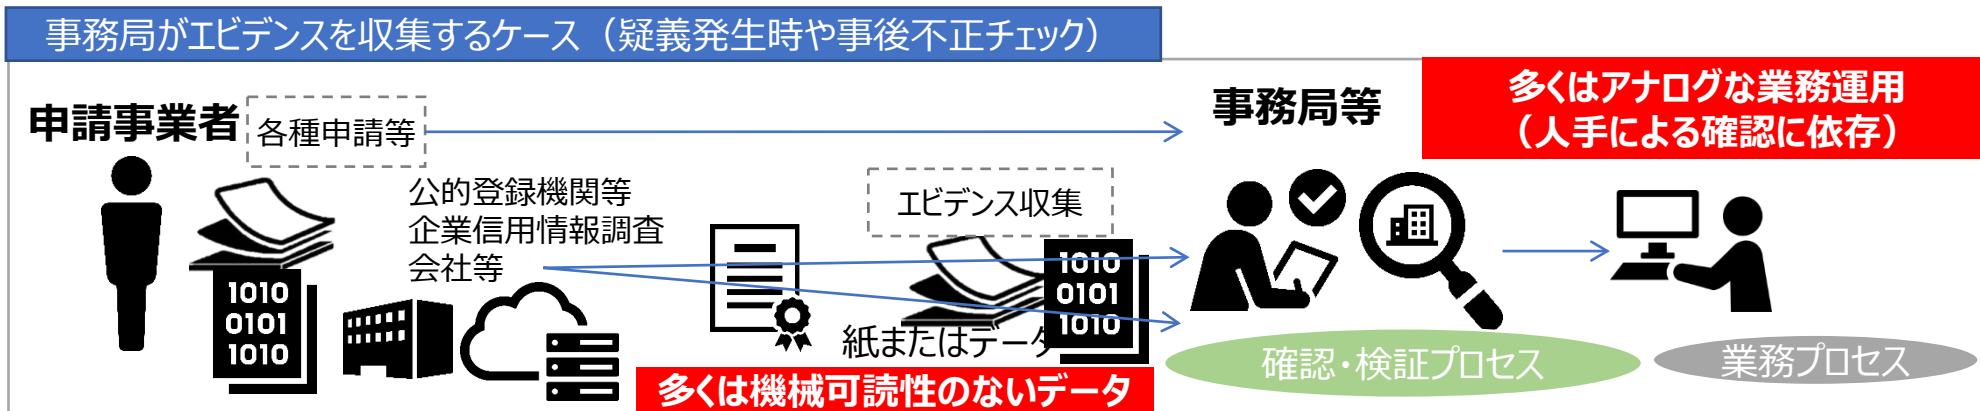 事務局がエビデンスを収集するケース（疑義発生時や事後不正チェック）
申請事業者
各種申請等
事務局等
多くはアナログな業務運用
（人手による確認に依存）
公的登録機関等
企業信用情報調査
会社等
エビデンス収集
1010
0101
1010
1010
0101
1010
紙またはデータ
多くは機械可読性のないデータ
確認・検証プロセス
業務プロセス